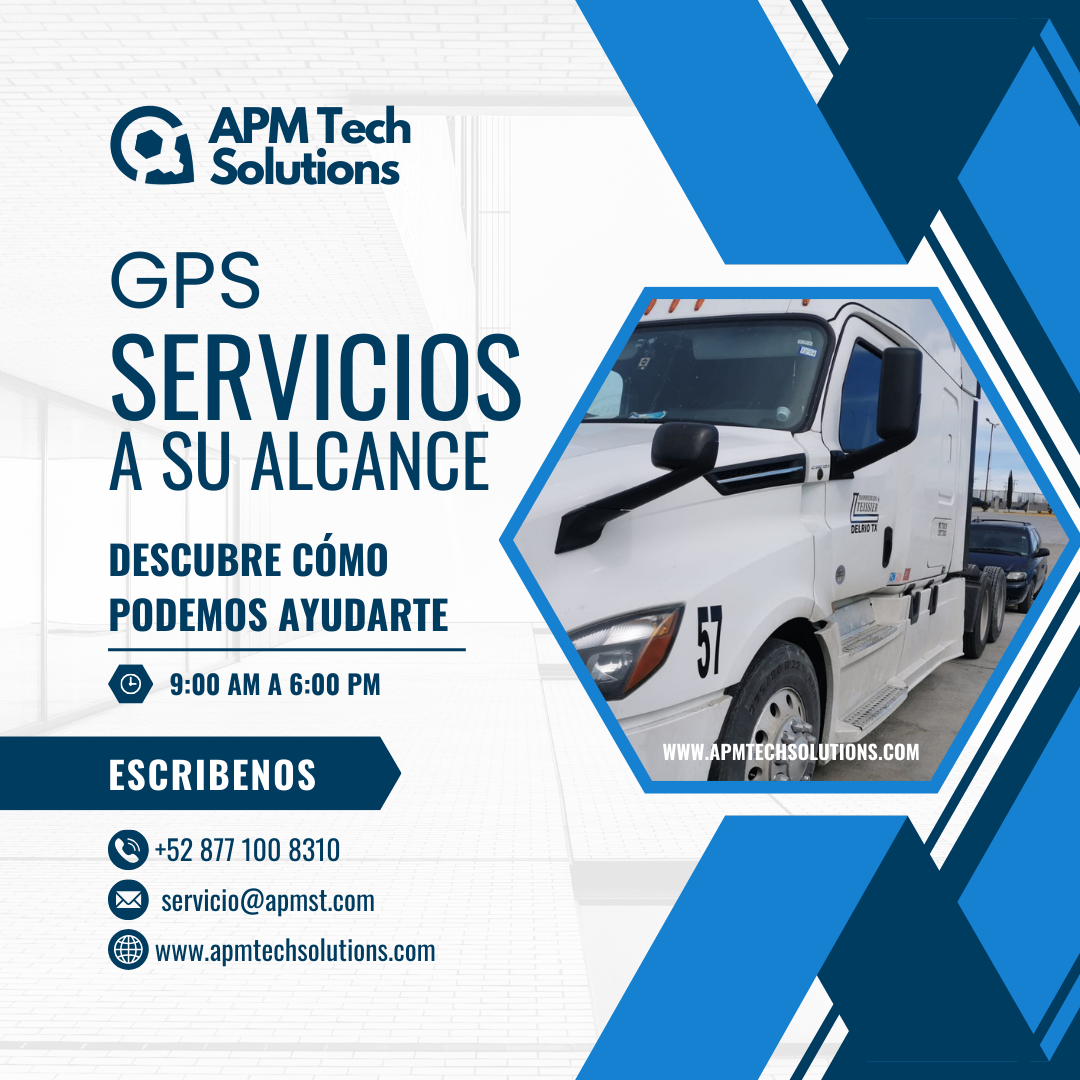 APM Tech
Solutions
GPS
SERVICIOS
A SU ALCANCE
DESCUBRE CÓMO
PODEMOS AYUDARTE
9:00 AM A 6:00 PM
ESCRIBENOS
+52 877 100 8310
servicio@apmst.com
www.apmtechsolutions.com
TEISSIER
DELRIO TX
57
WWW.APMTECHSOLUTIONS.COM